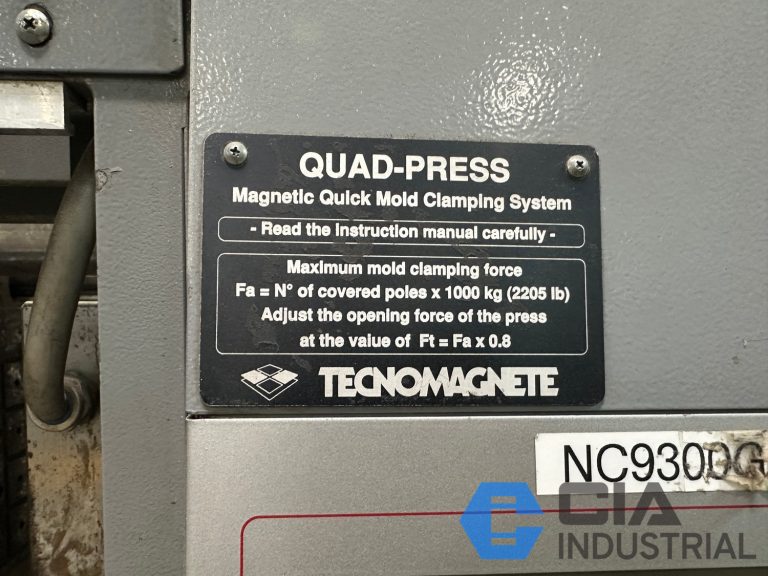 QUAD-PRESS
Magnetic Quick Mold Clamping System
- Read the instruction manual carefully -
Maximum mold clamping force
Fa = N° of covered poles x 1000 kg (2205 lb)
Adjust the opening force of the press
at the value of Ft = Fa x 0.8
TECNOMAGNETE
NC9300G
CIA
INDUSTRIAL